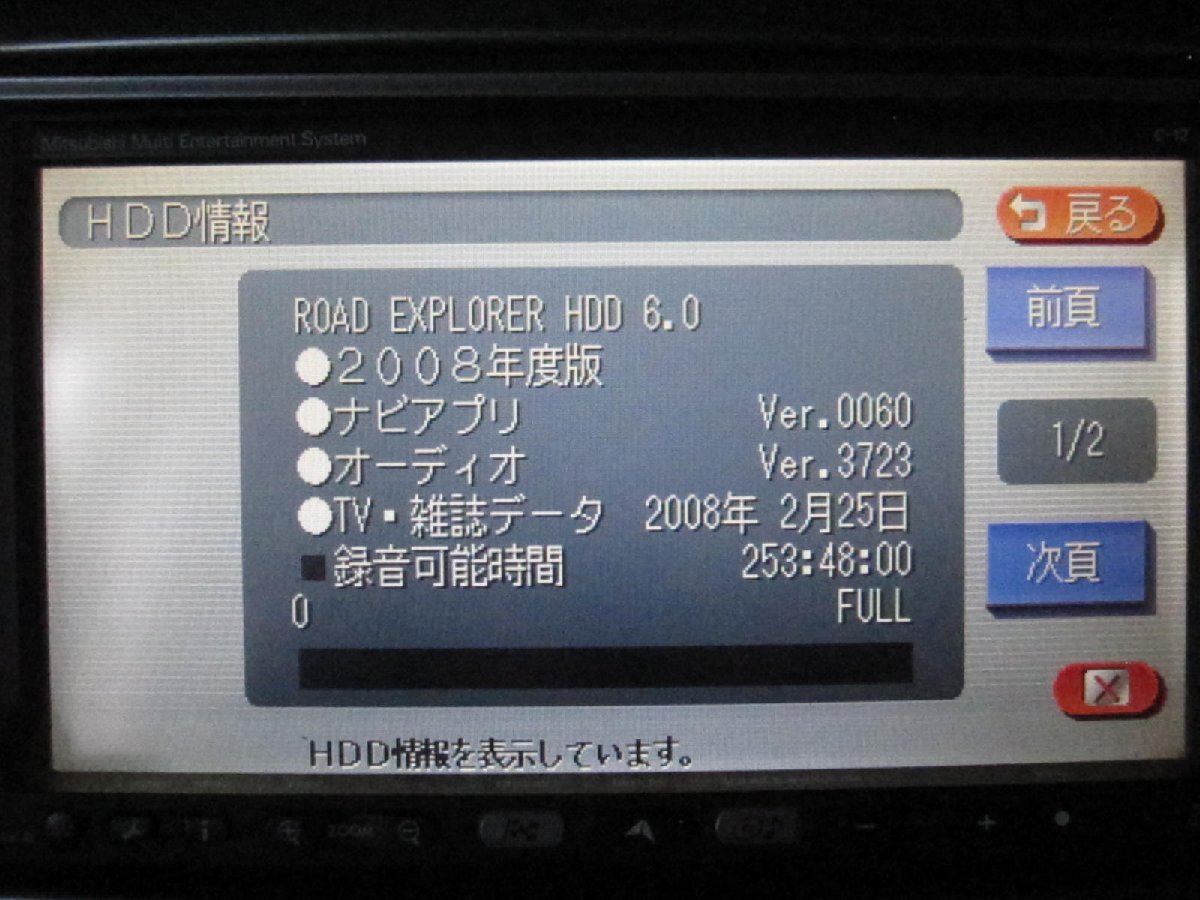 Mitsubishi Multi Entertainment System
C-12
HDD情報
戻る
ROAD EXPLORER HDD 6.0
●2008年度版
●ナビアプリ Ver.0060
●オーディオ Ver.3723
●TV・雑誌データ 2008年 2月25日
■録音可能時間 253:48:00
0 FULL
前頁
1/2
次頁
HDD情報を表示しています。
ZOOM